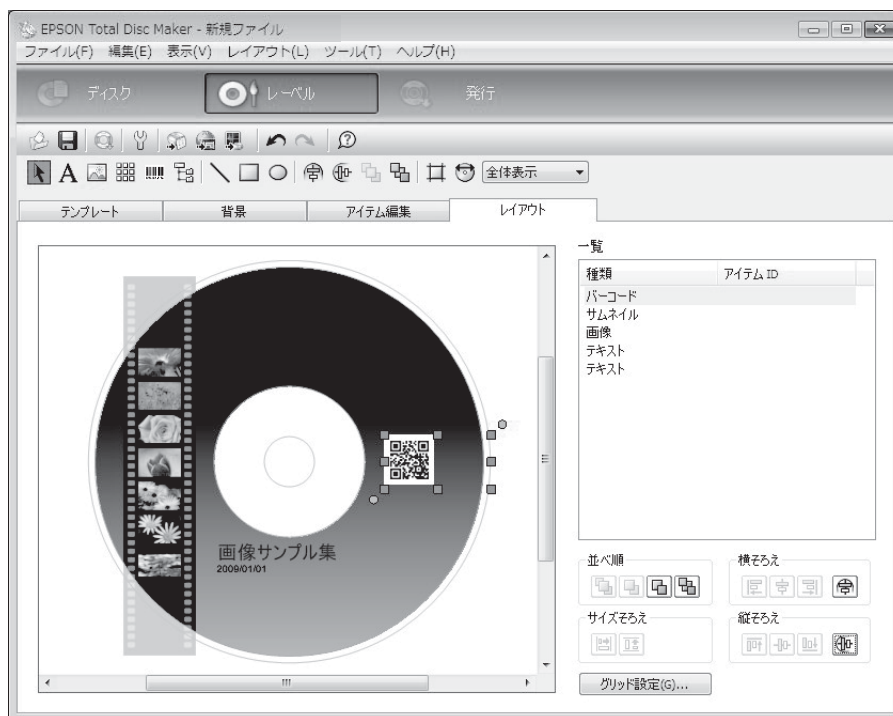 EPSON Total Disc Maker - 新規ファイル
ファイル(F) 編集(E) 表示(V) レイアウト(L) ツール(T) ヘルプ(H)
ディスク レーベル 発行
A 全体表示
テンプレート 背景 アイテム編集 レイアウト
一覧
種類 アイテム ID
バーコード
サムネイル
画像
テキスト
テキスト
画像サンプル集
2009/01/01
並べ順 横そろえ
サイズそろえ 縦そろえ
グリッド設定(G)...